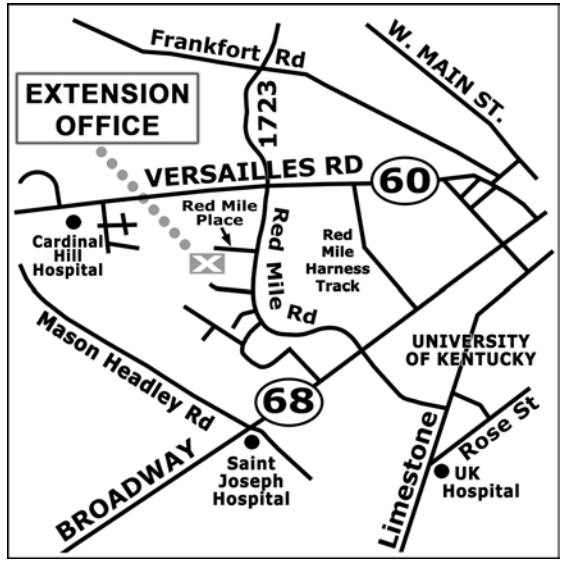 Frankfort Rd
W. MAIN ST.
EXTENSION
OFFICE
1723
VERSAILLES RD
60
Red Mile
Place
Cardinal
Hill
Hospital
Red Mile Rd
Red
Mile
Harness
Track
Mason Headley Rd
UNIVERSITY
OF KENTUCKY
68
BROADWAY
Saint
Joseph
Hospital
Limestone
Rose St
UK
Hospital